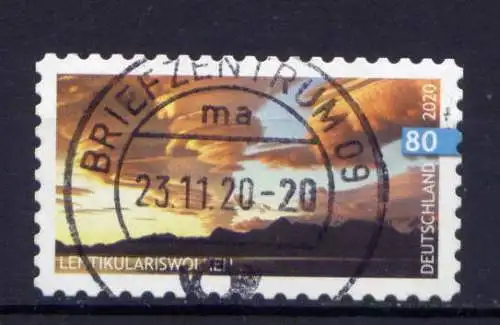 BRIEFZENTRUM 09
ma
23.11.20-20
LENTIKULARISWOLKEN
DEUTSCHLAND 2020
80